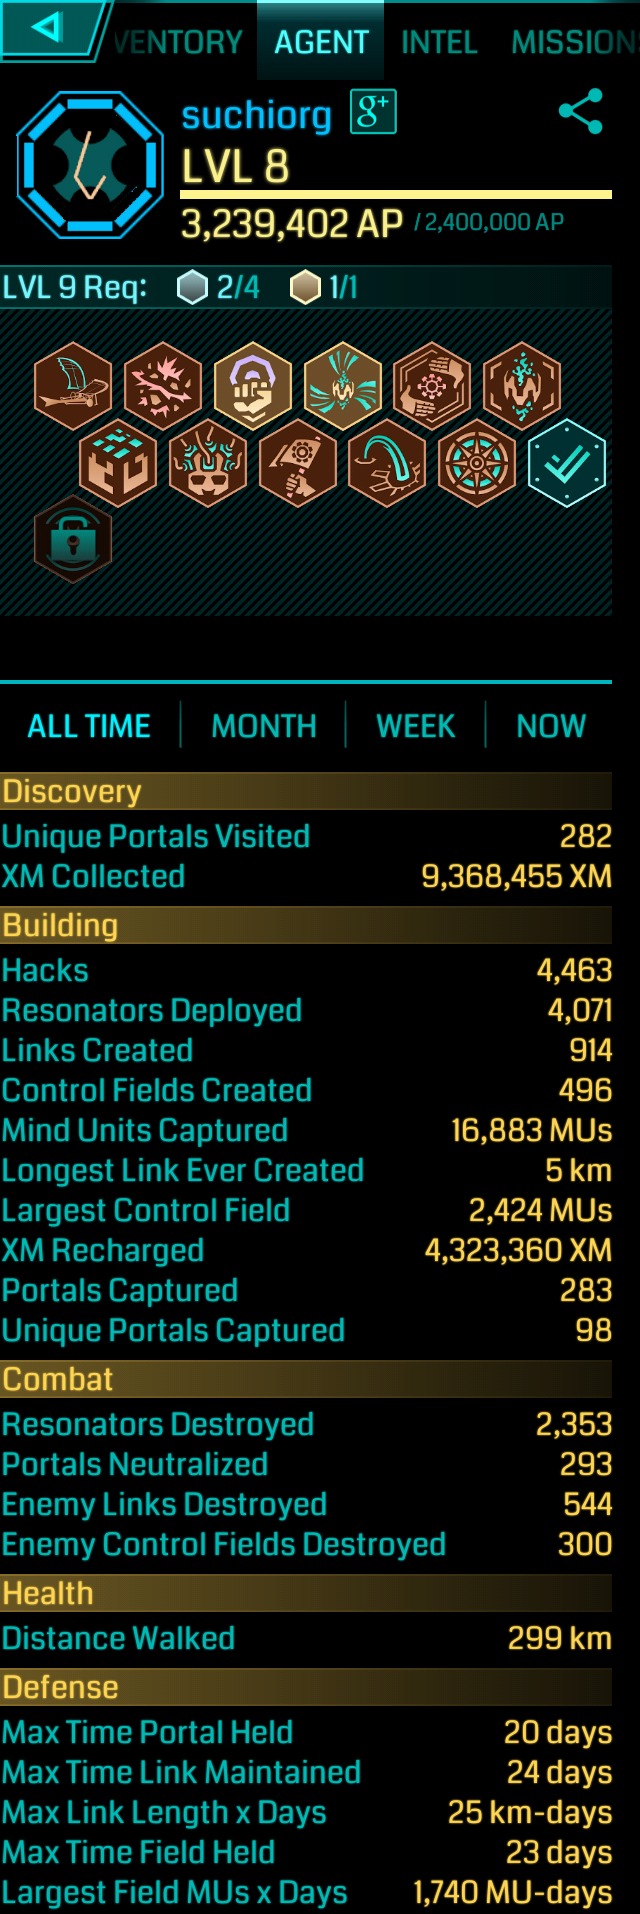 VENTORY AGENT INTEL MISSION
suchiorg g+
LVL 8
3,239,402 AP / 2,400,000 AP
LVL 9 Req: 2/4 1/1
ALL TIME MONTH WEEK NOW
Discovery
Unique Portals Visited 282
XM Collected 9,368,455 XM
Building
Hacks 4,463
Resonators Deployed 4,071
Links Created 914
Control Fields Created 496
Mind Units Captured 16,883 MUs
Longest Link Ever Created 5 km
Largest Control Field 2,424 MUs
XM Recharged 4,323,360 XM
Portals Captured 283
Unique Portals Captured 98
Combat
Resonators Destroyed 2,353
Portals Neutralized 293
Enemy Links Destroyed 544
Enemy Control Fields Destroyed 300
Health
Distance Walked 299 km
Defense
Max Time Portal Held 20 days
Max Time Link Maintained 24 days
Max Link Length x Days 25 km-days
Max Time Field Held 23 days
Largest Field MUs x Days 1,740 MU-days